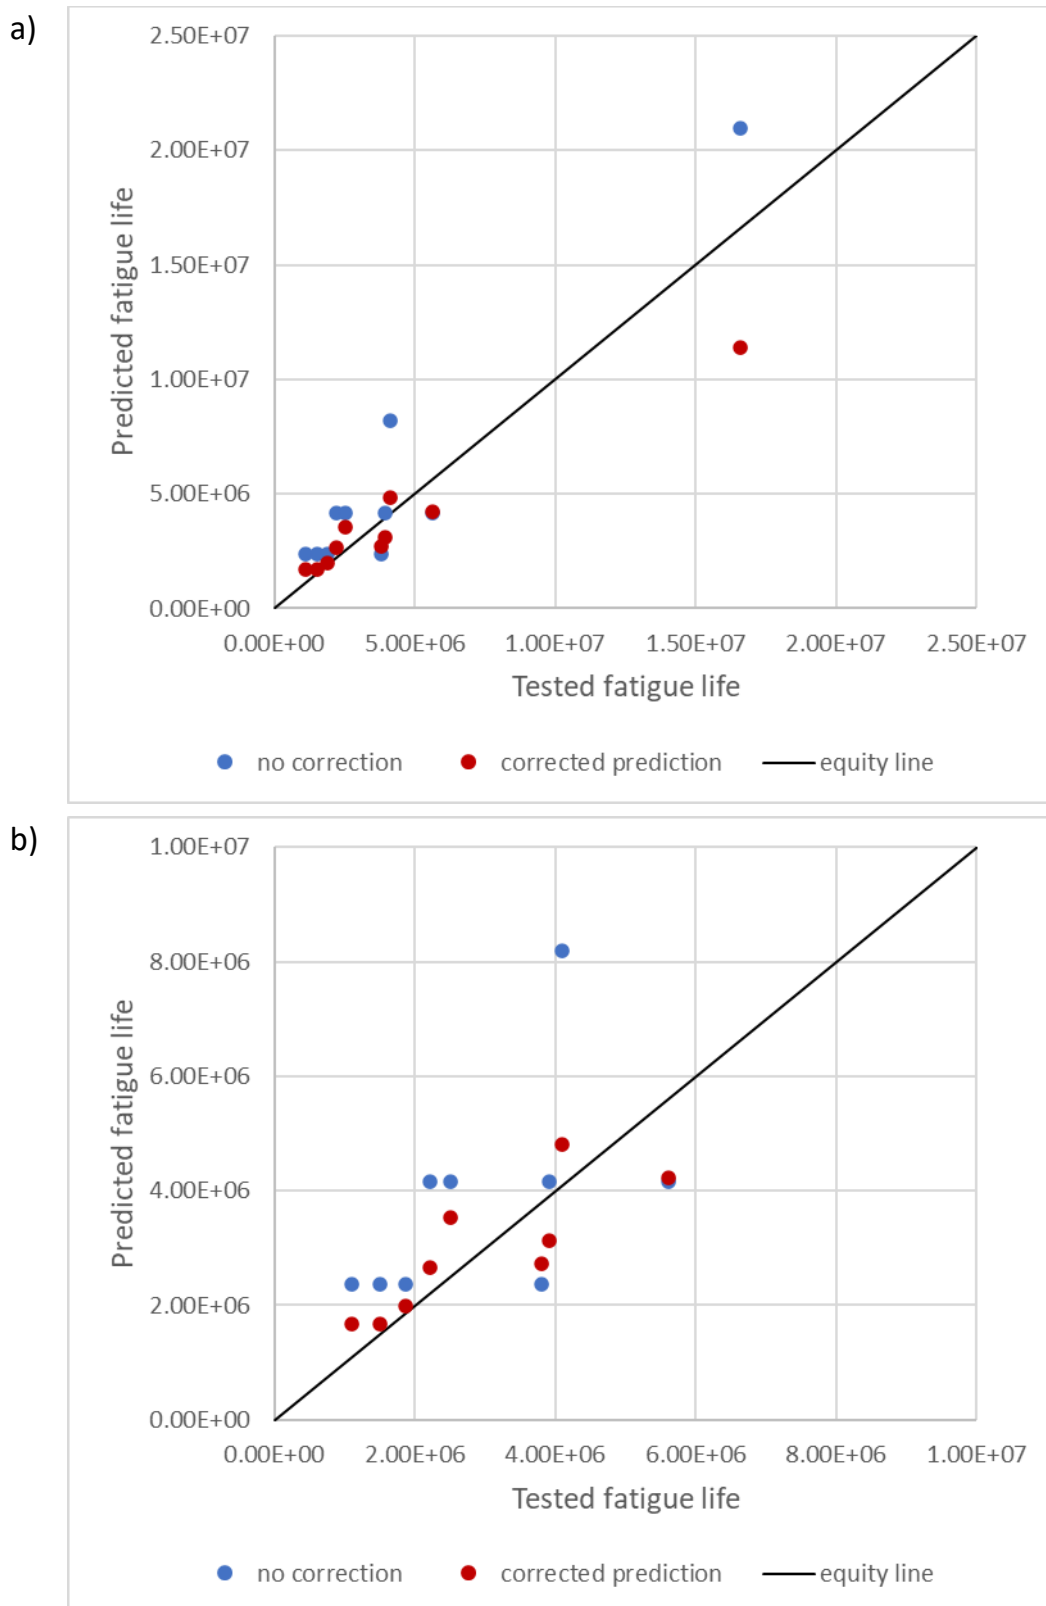 a)
2.50E+07
2.00E+07
1.50E+07
1.00E+07
5.00E+06
0.00E+00
Predicted fatigue life
0.00E+00 5.00E+06 1.00E+07 1.50E+07 2.00E+07 2.50E+07
Tested fatigue life
no correction corrected prediction equity line
b)
1.00E+07
8.00E+06
6.00E+06
4.00E+06
2.00E+06
0.00E+00
Predicted fatigue life
0.00E+00 2.00E+06 4.00E+06 6.00E+06 8.00E+06 1.00E+07
Tested fatigue life
no correction corrected prediction equity line